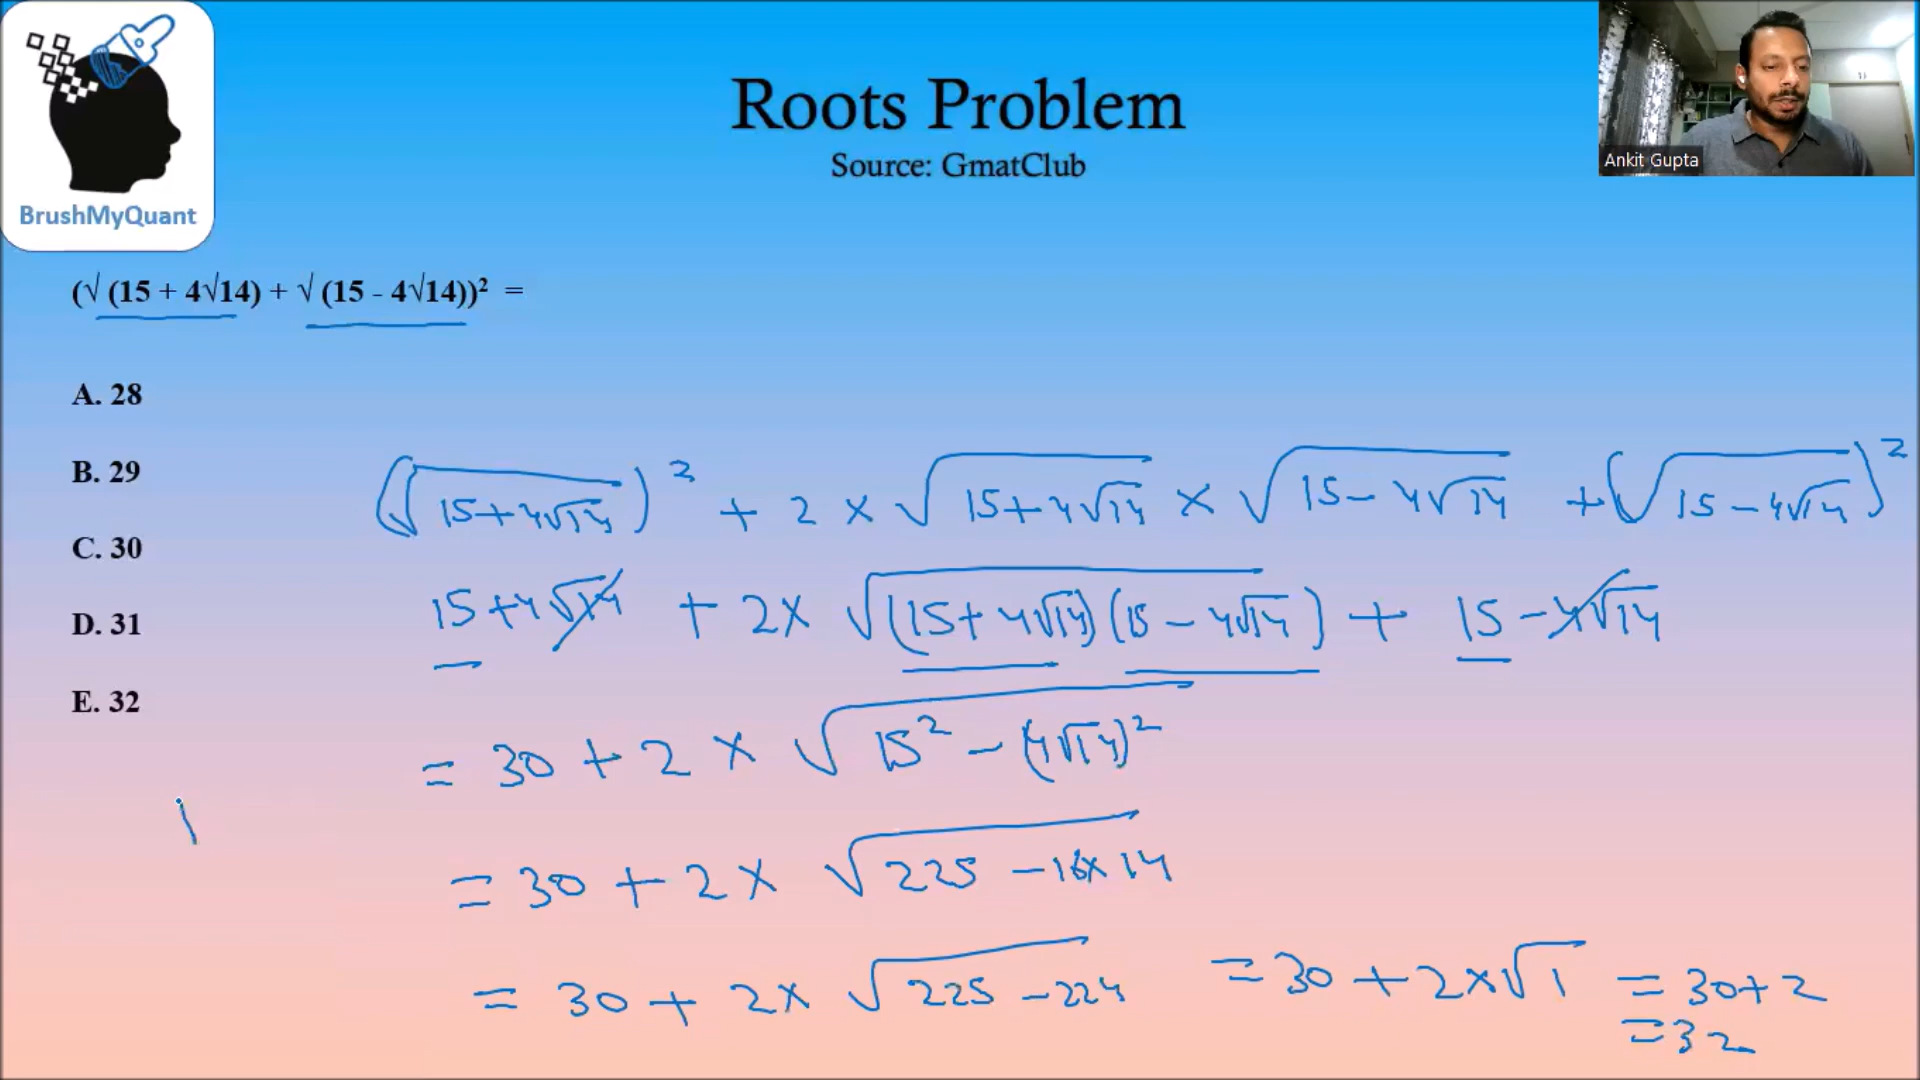 BrushMyQuant
Roots Problem
Source: GmatClub
Ankit Gupta
(√ (15 + 4√14) + √ (15 - 4√14))² =
A. 28
B. 29
C. 30
D. 31
E. 32
(√15+4√14)² + 2 × √15+4√14 × √15-4√14 + (√15-4√14)²
15+4√14 + 2× √(15+4√14)(15-4√14) + 15-4√14
= 30 + 2 × √15² - (4√14)²
= 30 + 2× √225 - 16×14
= 30 + 2× √225 - 224
= 30 + 2×√1 = 30+2
= 32